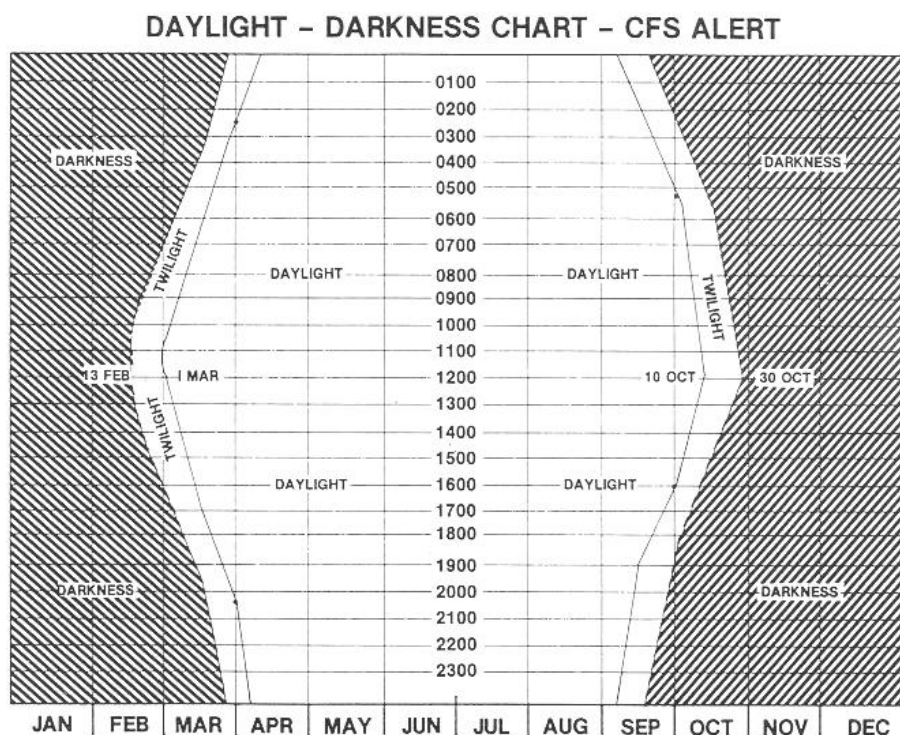 DAYLIGHT – DARKNESS CHART – CFS ALERT
0100
0200
0300
DARKNESS 0400 DARKNESS
0500
0600
0700
TWILIGHT DAYLIGHT 0800 DAYLIGHT TWILIGHT
0900
1000
1100
13 FEB 1 MAR 1200 10 OCT 30 OCT
1300
TWILIGHT 1400
1500
DAYLIGHT 1600 DAYLIGHT
1700
1800
1900
DARKNESS 2000 DARKNESS
2100
2200
2300
JAN FEB MAR APR MAY JUN JUL AUG SEP OCT NOV DEC